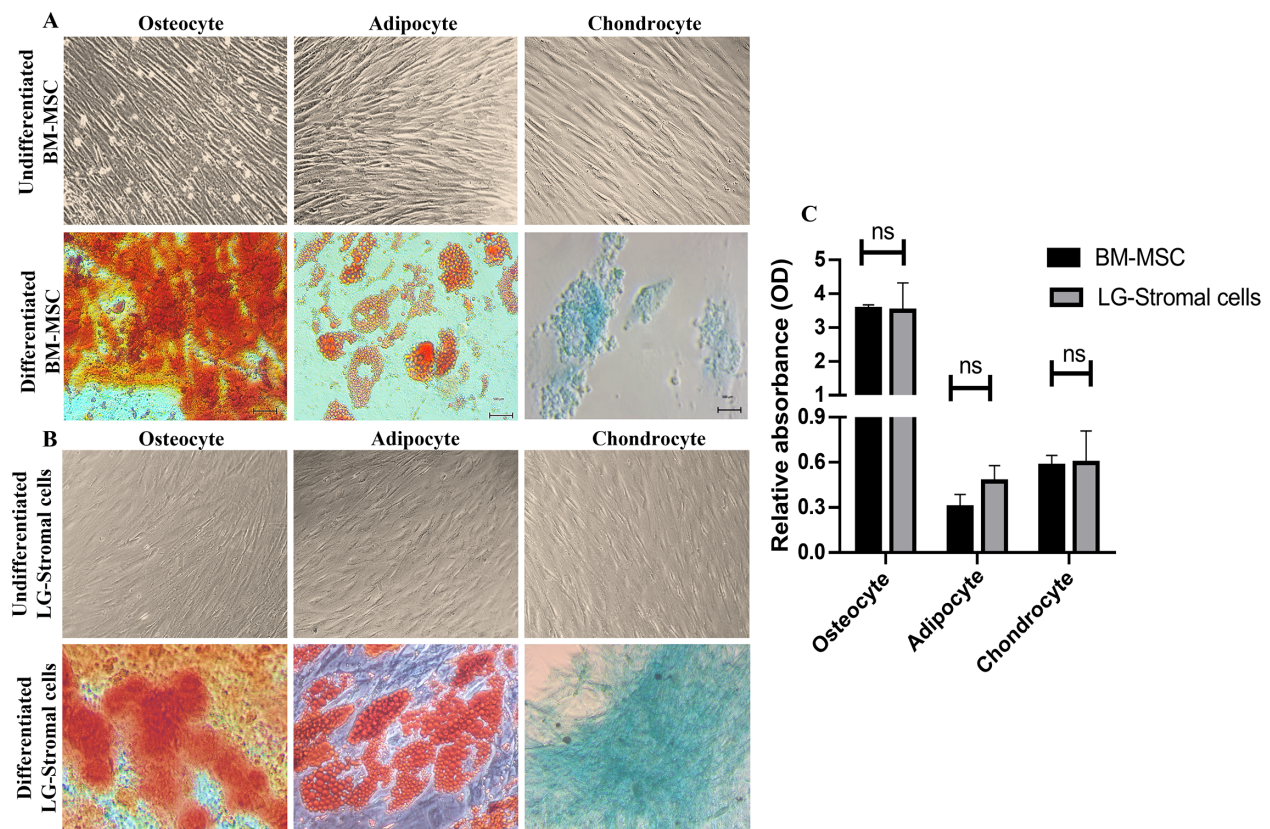 A
Osteocyte
Adipocyte
Chondrocyte
Undifferentiated
BM-MSC
Differentiated
BM-MSC
B
Osteocyte
Adipocyte
Chondrocyte
Undifferentiated
LG-Stromal cells
Differentiated
LG-Stromal cells
C
Relative absorbance (OD)
5
4
3
2
1
0.9
0.6
0.3
0.0
ns
ns
ns
BM-MSC
LG-Stromal cells
Osteocyte
Adipocyte
Chondrocyte